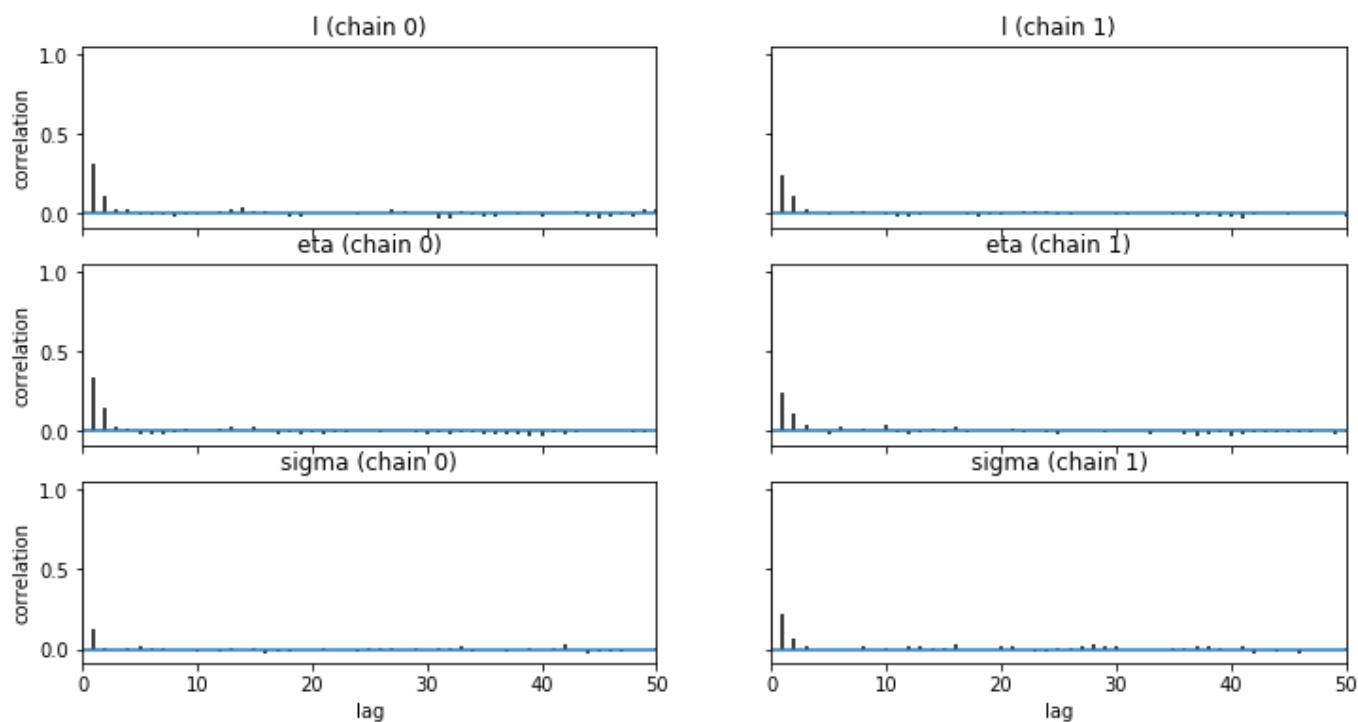 l (chain 0)
l (chain 1)
1.0
0.5
0.0
correlation
eta (chain 0)
eta (chain 1)
1.0
0.5
0.0
correlation
sigma (chain 0)
sigma (chain 1)
1.0
0.5
0.0
correlation
0 10 20 30 40 50
0 10 20 30 40 50
lag
lag